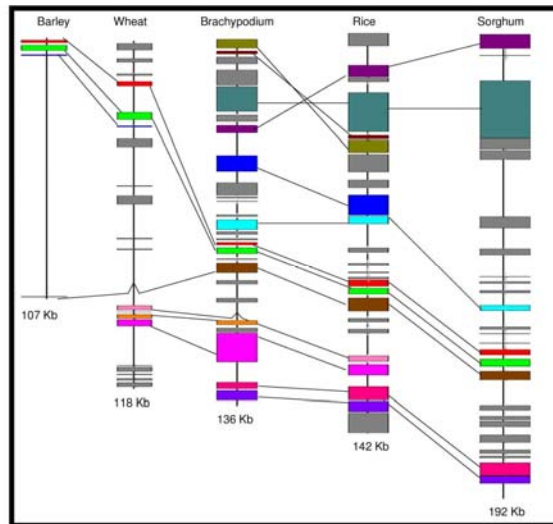 Barley Wheat Brachypodium Rice Sorghum
107 Kb
118 Kb
136 Kb
142 Kb
192 Kb